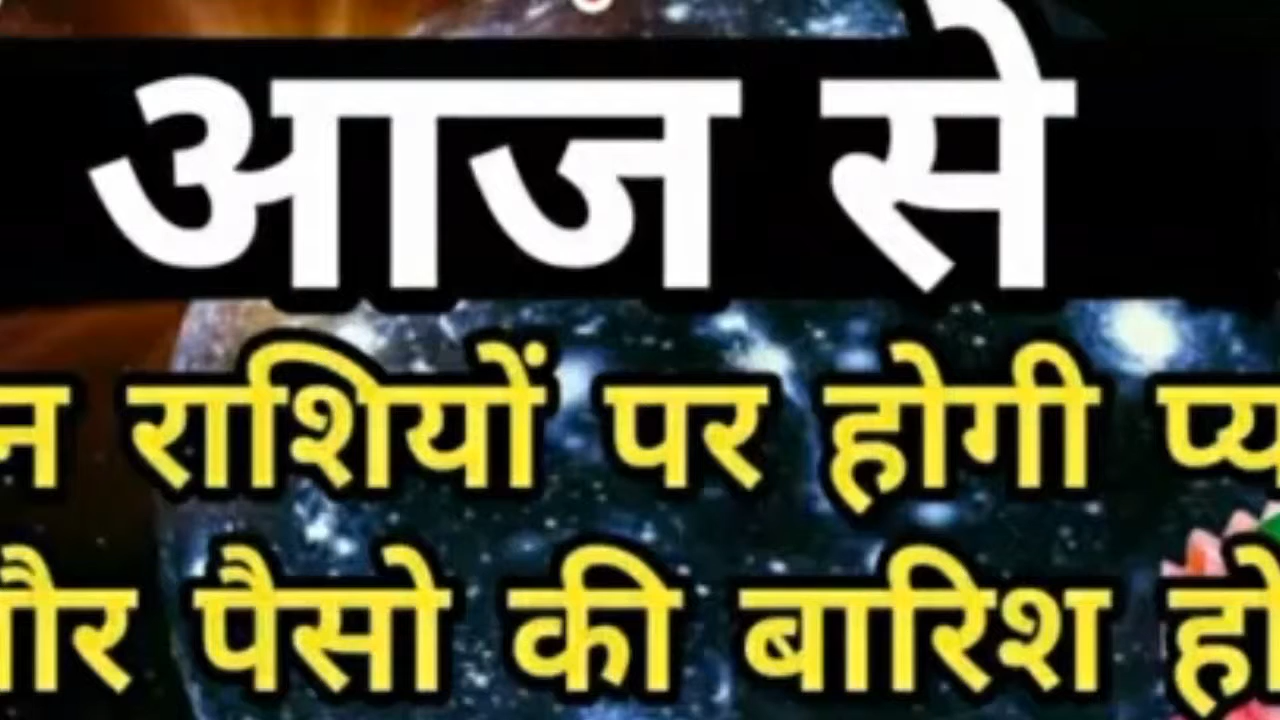 आज से
राशियों पर होगी
पैसो की बारिश